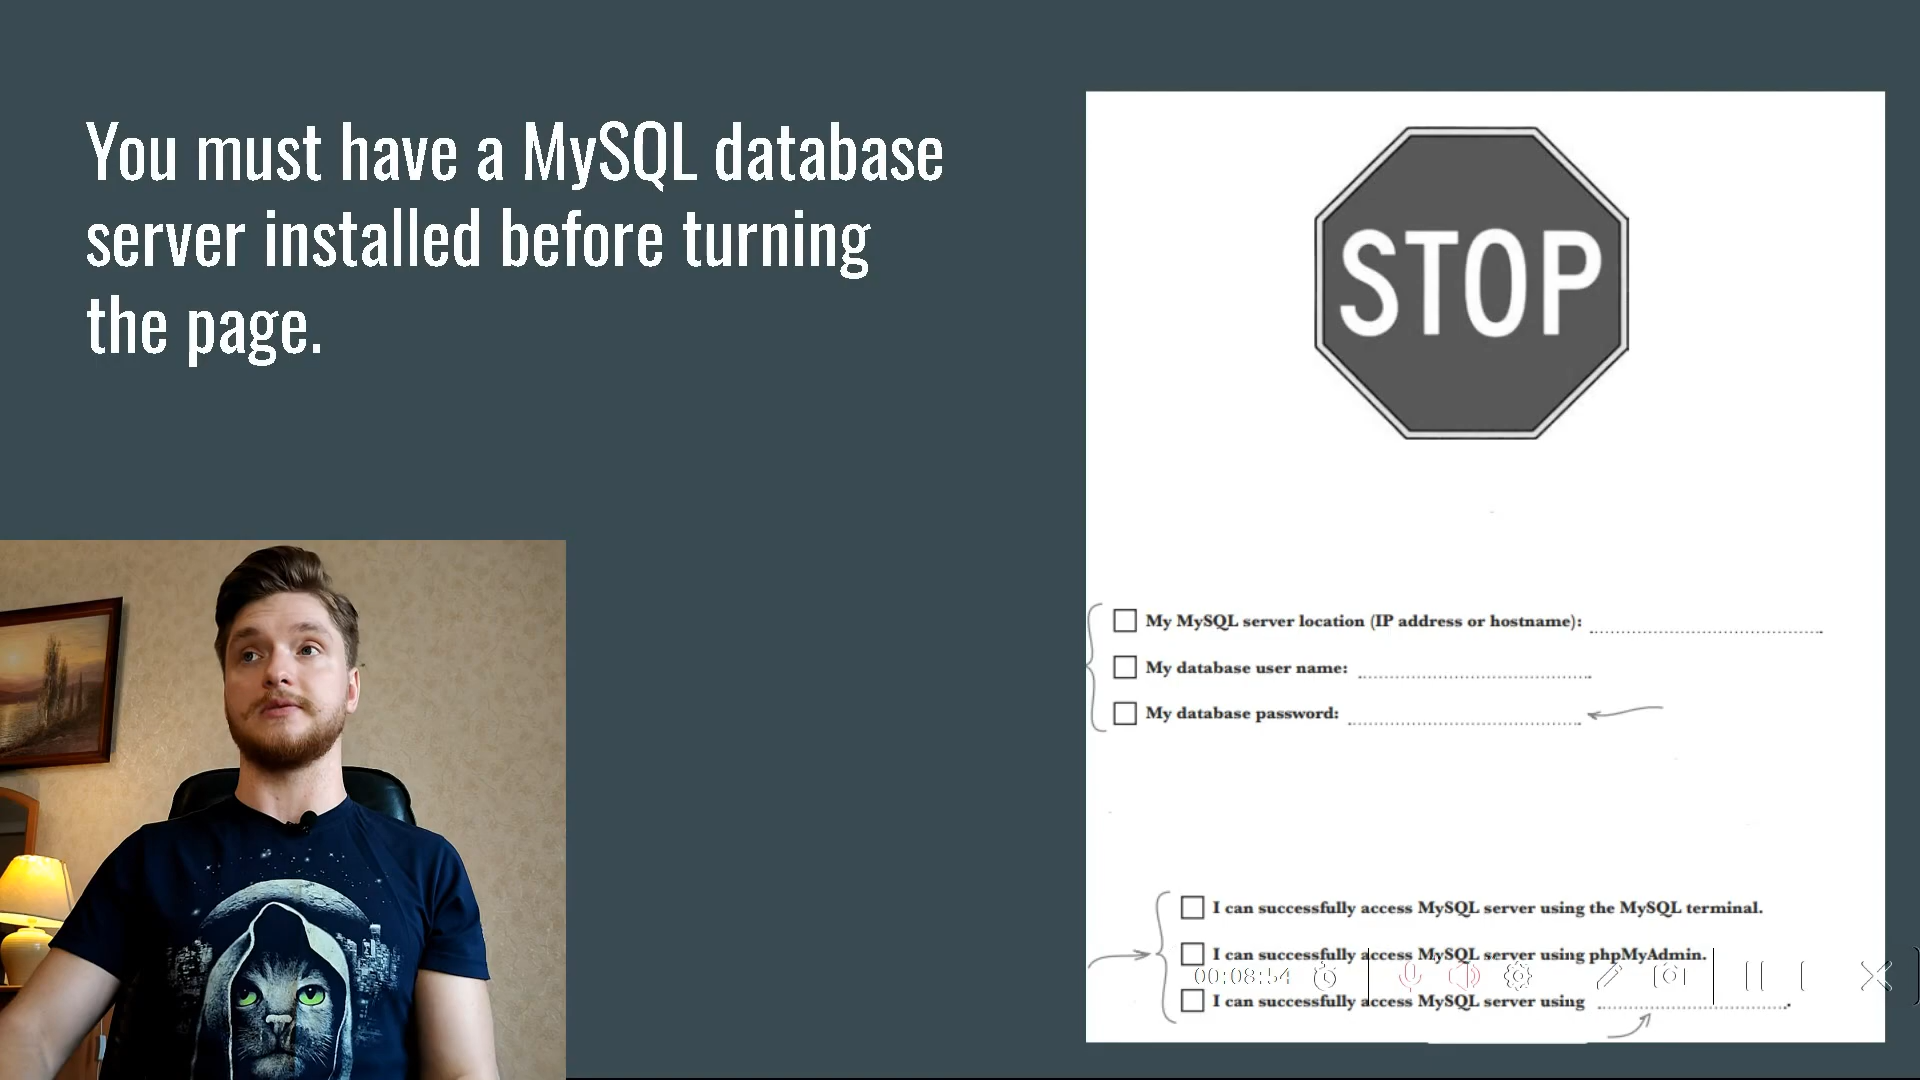 You must have a MySQL database
server installed before turning
the page.
STOP
My MySQL server location (IP address or hostname):
My database user name:
My database password:
I can successfully access MySQL server using the MySQL terminal.
I can successfully access MySQL server using phpMyAdmin.
00:08:54
I can successfully access MySQL server using